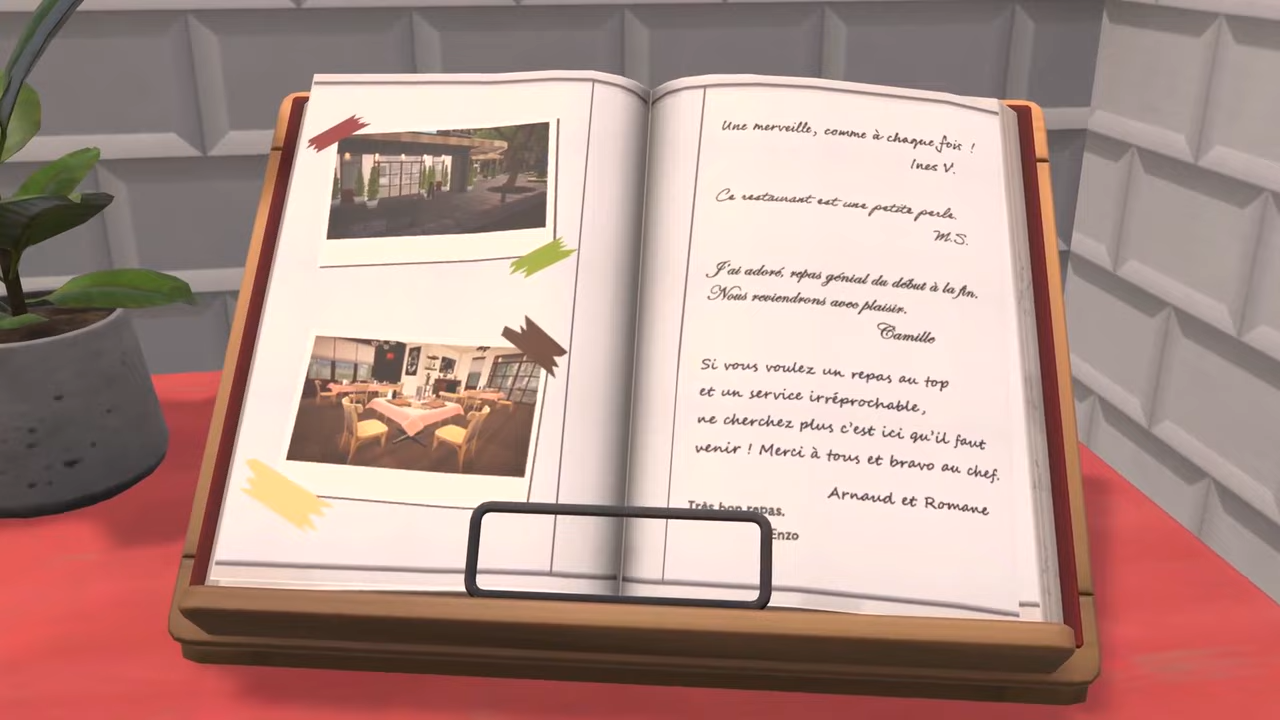 Une merveille, comme à chaque fois !
Ines V.
Ce restaurant est une petite perle.
M.S.
J'ai adoré, repas génial du début à la fin.
Nous reviendrons avec plaisir.
Camille
Si vous voulez un repas au top
et un service irréprochable,
ne cherchez plus c'est ici qu'il faut
venir ! Merci à tous et bravo au chef.
Arnaud et Romane
Très bon repas.
Enzo